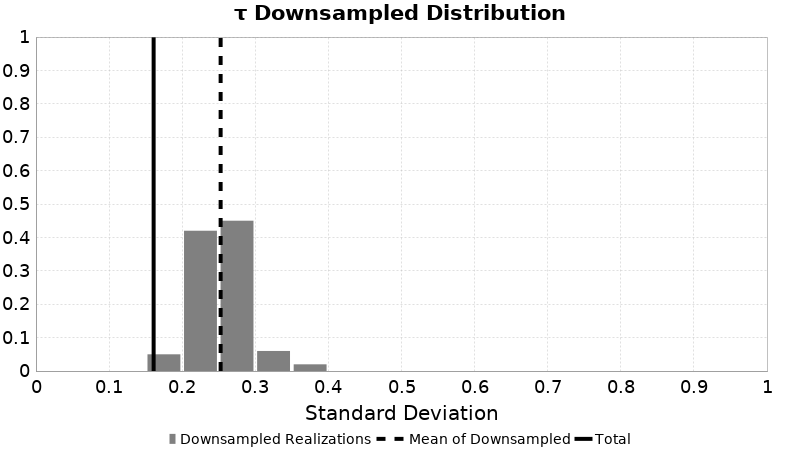 τ Downsampled Distribution
1
0.9
0.8
0.7
0.6
0.5
0.4
0.3
0.2
0.1
0
0 0.1 0.2 0.3 0.4 0.5 0.6 0.7 0.8 0.9 1
Standard Deviation
Downsampled Realizations Mean of Downsampled Total